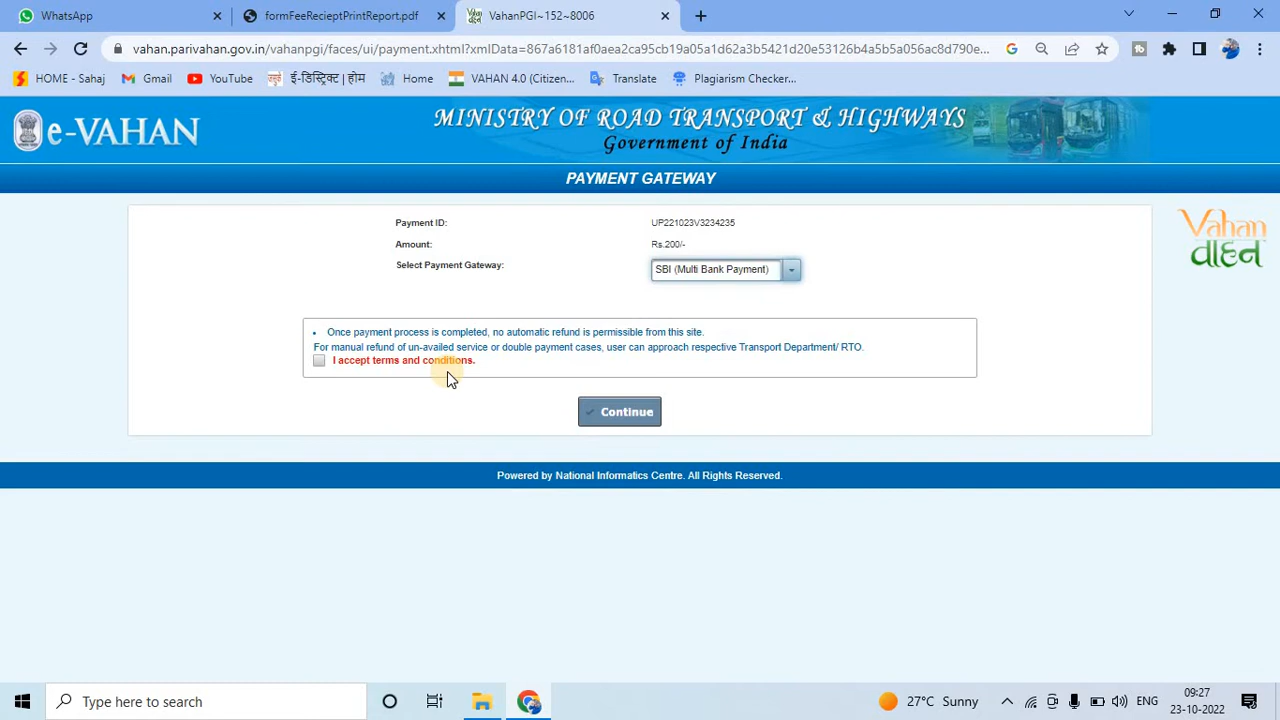 WhatsApp
formFeeRecieptPrintReport.pdf
VahanPGI~152~8006
vahan.parivahan.gov.in/vahanpgi/faces/ui/payment.xhtml?xmlData=867a6181af0aea2ca95cb19a05a1d62a3b5421d20e53126b4a5b5a056ac8d790e...
HOME - Sahaj
Gmail
YouTube
ई-डिस्ट्रिक्ट | होम
Home
VAHAN 4.0 (Citizen...
Translate
Plagiarism Checker...
e-VAHAN
MINISTRY OF ROAD TRANSPORT & HIGHWAYS
Government of India
PAYMENT GATEWAY
Payment ID: UP221023V3234235
Amount: Rs.200/-
Select Payment Gateway: SBI (Multi Bank Payment)
Vahan
वाहन
Once payment process is completed, no automatic refund is permissible from this site.
For manual refund of un-availed service or double payment cases, user can approach respective Transport Department/ RTO.
I accept terms and conditions.
Continue
Powered by National Informatics Centre. All Rights Reserved.
Type here to search
27°C Sunny
ENG
09:27
23-10-2022